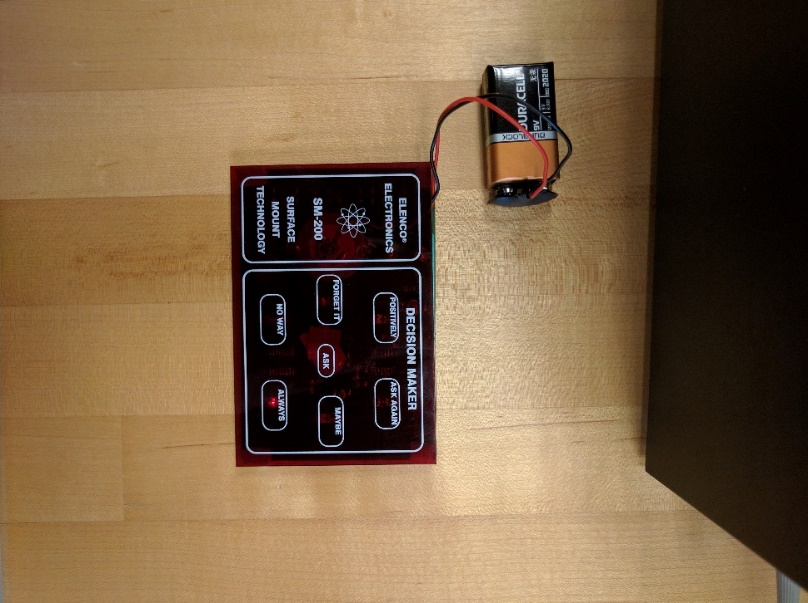 ELENCO®
ELECTRONICS
SM-200
SURFACE
MOUNT
TECHNOLOGY
DECISION MAKER
POSITIVELY
ASK AGAIN
FORGET IT
ASK
MAYBE
NO WAY
ALWAYS
DURACELL
9V
DURALOCK